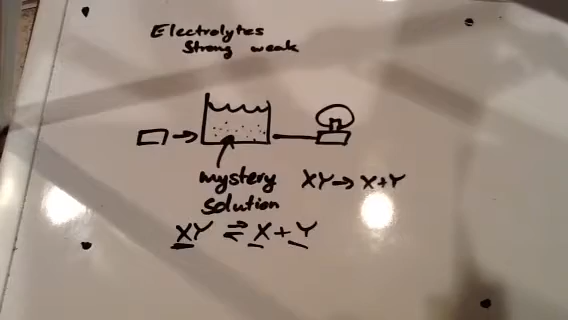 Electrolytes
Strong weak
mystery
solution
XY → X+Y
XY ⇌ X + Y